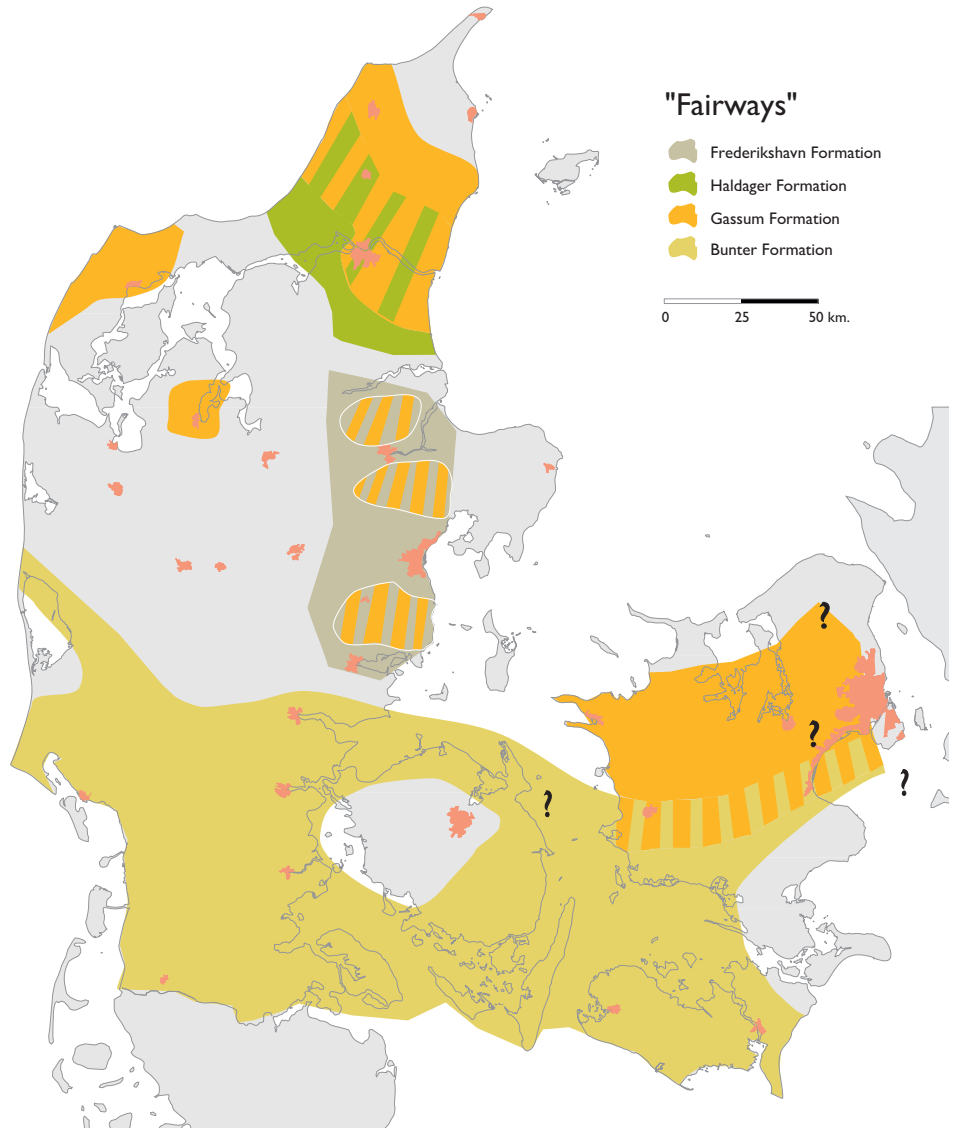 "Fairways"
Frederikshavn Formation
Haldager Formation
Gassum Formation
Bunter Formation
0 25 50 km.
?
?
?
?